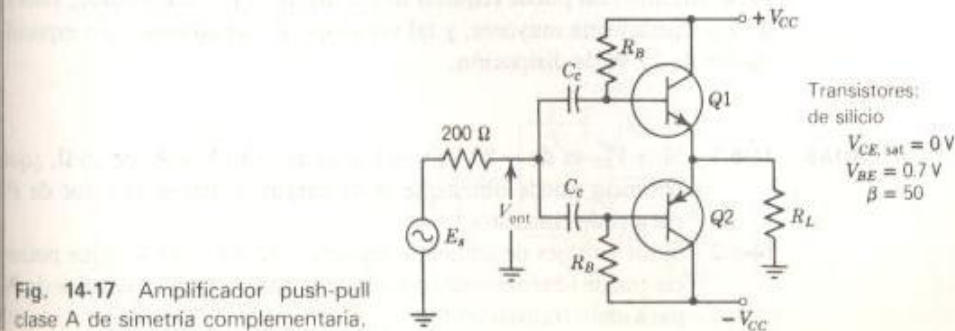 + V_CC
R_B
C_c
Q1
Transistores:
de silicio
V_CE, sat = 0 V
V_BE = 0.7 V
β = 50
200 Ω
V_ent
C_c
Q2
R_L
E_s
R_B
− V_CC
Fig. 14-17 Amplificador push-pull
clase A de simetría complementaria.